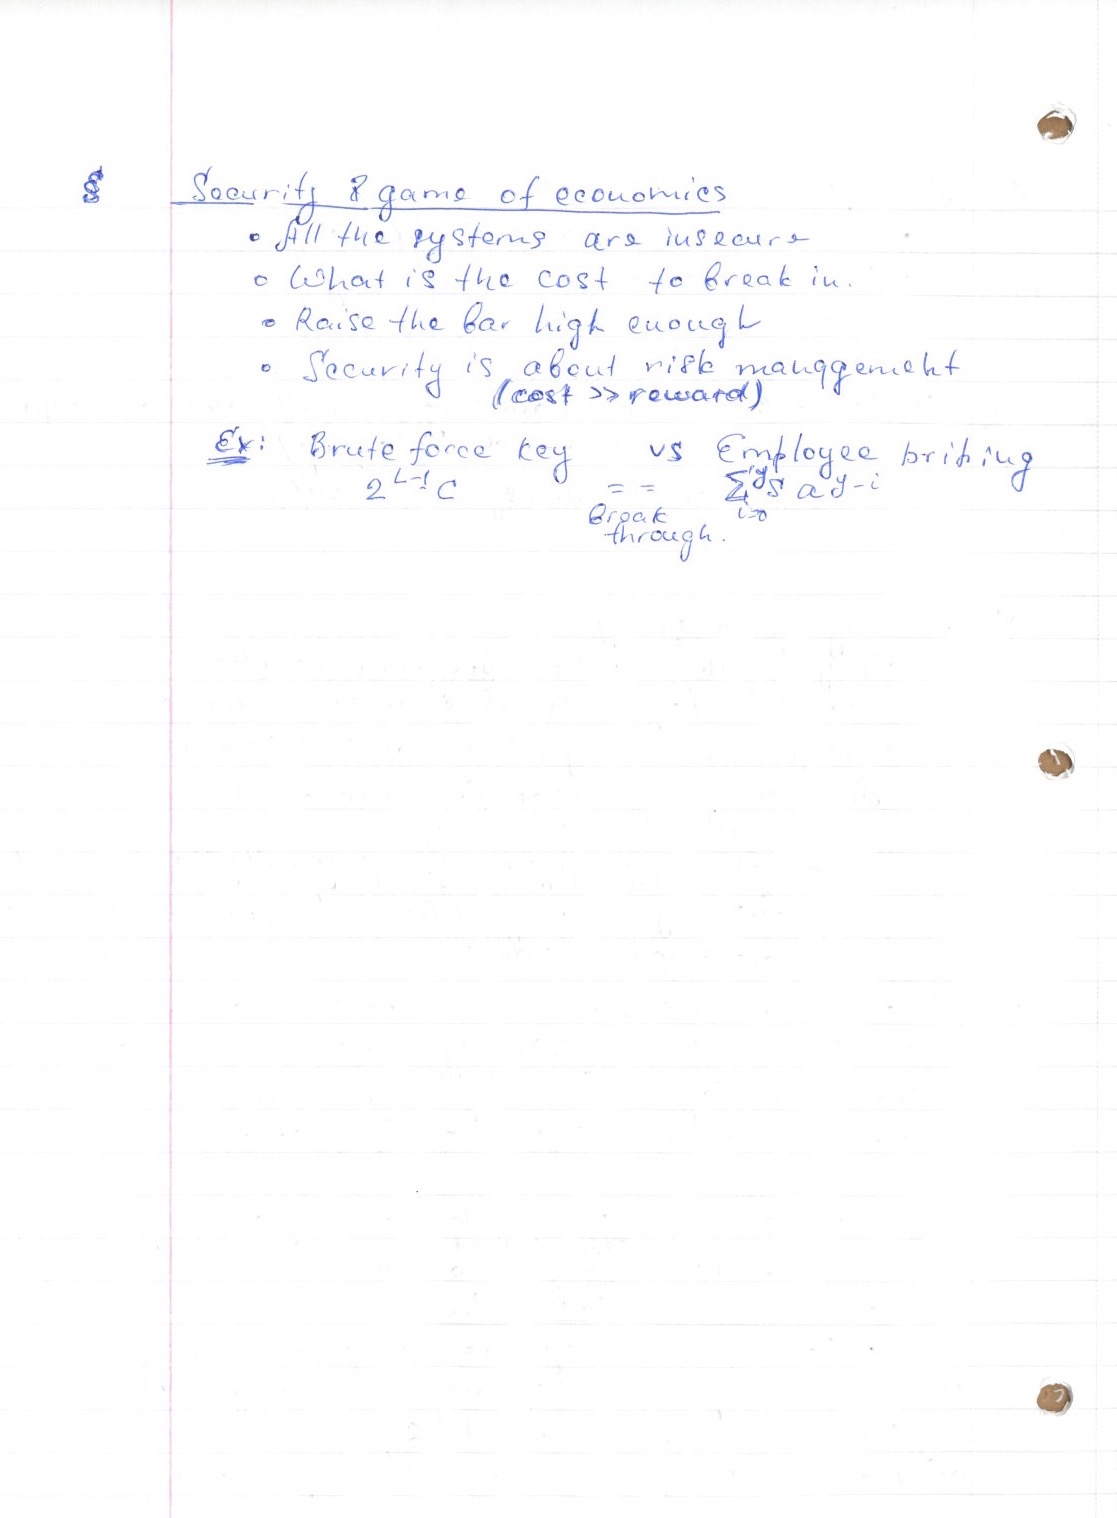 § Security & game of economics
• All the systems are insecure
• What is the cost to break in.
• Raise the bar high enough
• Security is about risk management
(cost >> reward)
Ex: Brute force key vs Employee bribing
2^{L-1} C == \sum_{i=0}^{y} S a^{y-i}
Break
through.